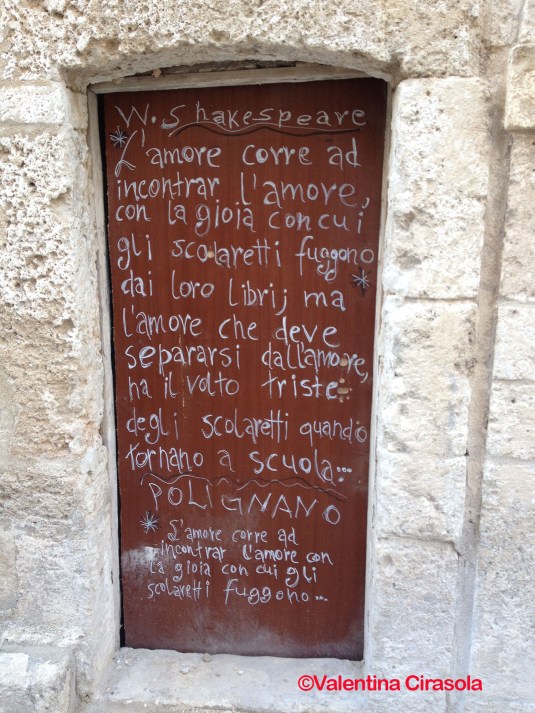 W. Shakespeare
L'amore corre ad
incontrar l'amore,
con la gioia con cui
gli scolaretti fuggono
dai loro libri; ma
l'amore che deve
separarsi dall'amore,
ha il volto triste
degli scolaretti quando
tornano a scuola...
POLIGNANO
L'amore corre ad
incontrar l'amore con
la gioia con cui gli
scolaretti fuggono...
©Valentina Cirasola